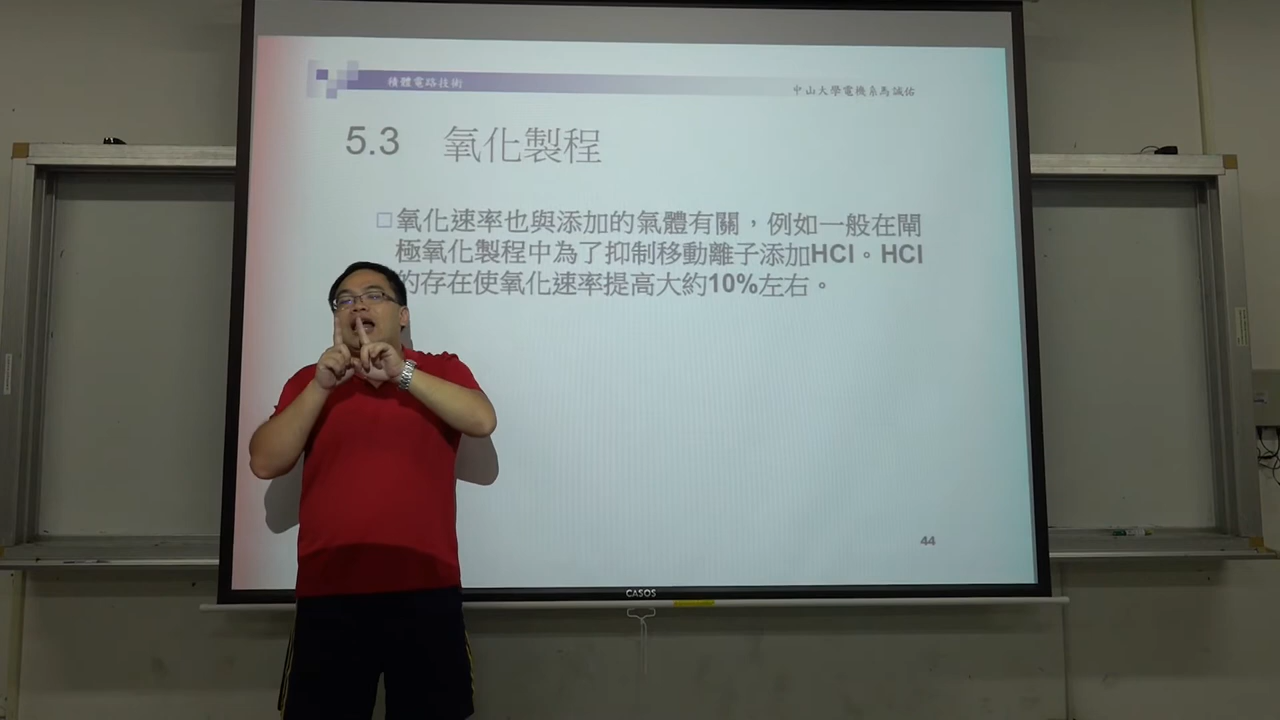 積體電路技術
中山大學電機系馬誠佑
5.3 氧化製程
氧化速率也與添加的氣體有關，例如一般在閘
極氧化製程中為了抑制移動離子添加HCl。HCl
的存在使氧化速率提高大約10%左右。
44
CASOS